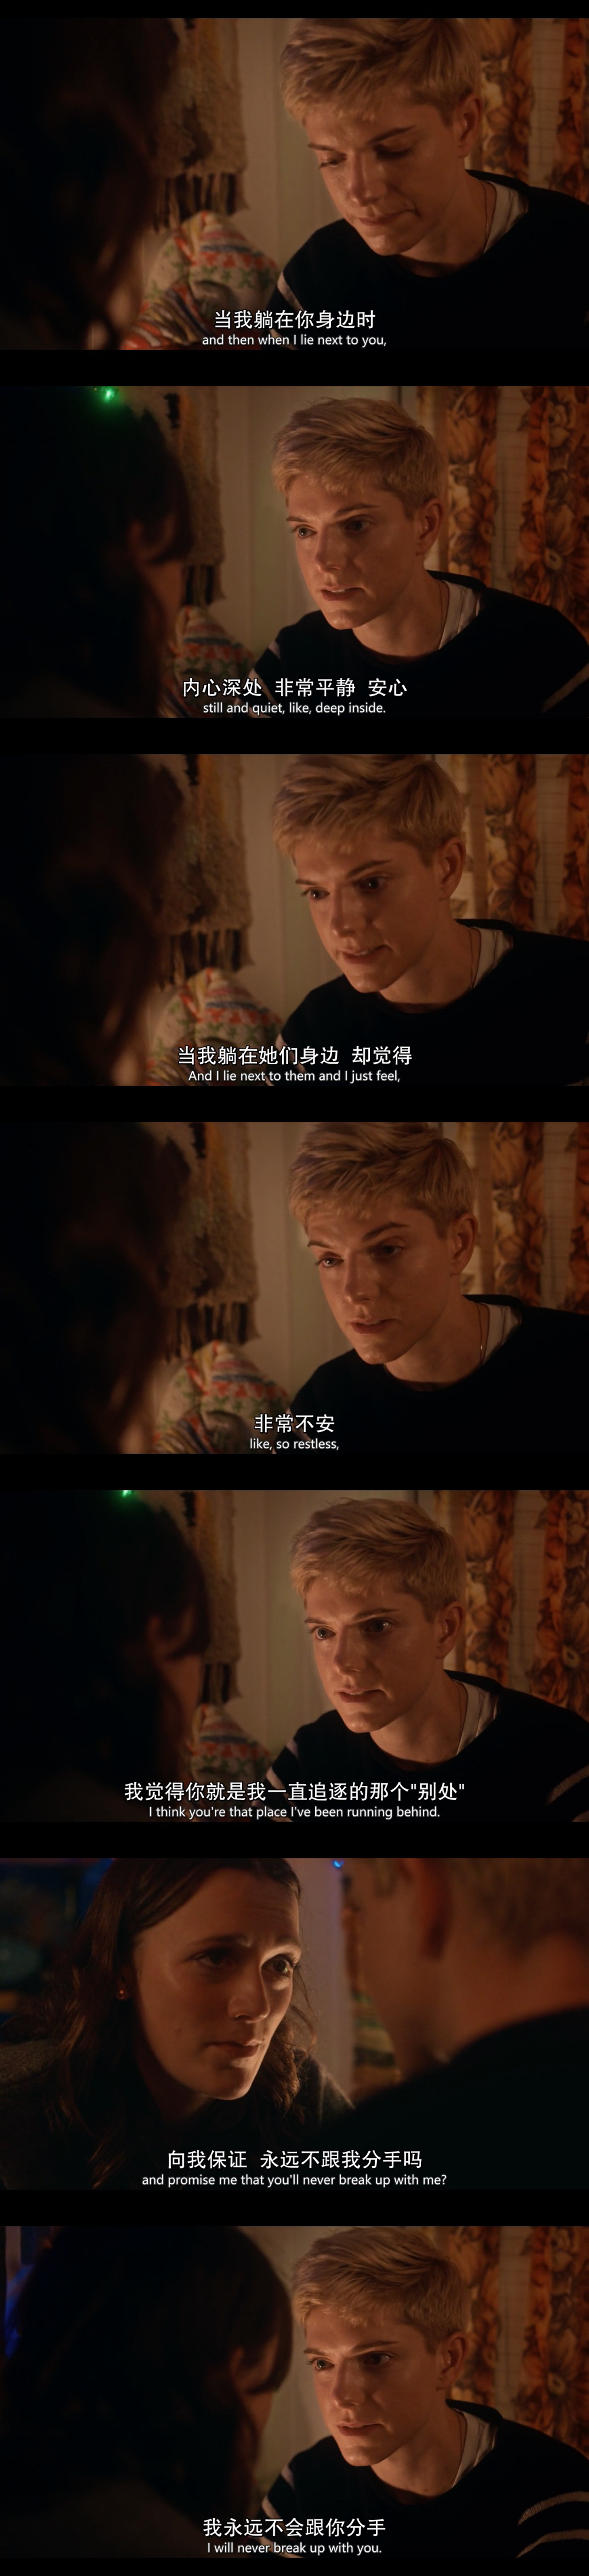 当我躺在你身边时
and then when I lie next to you,
内心深处 非常平静 安心
still and quiet, like, deep inside.
当我躺在她们身边 却觉得
And I lie next to them and I just feel,
非常不安
like, so restless,
我觉得你就是我一直追逐的那个"别处"
I think you're that place I've been running behind.
向我保证 永远不跟我分手吗
and promise me that you'll never break up with me?
我永远不会跟你分手
I will never break up with you.